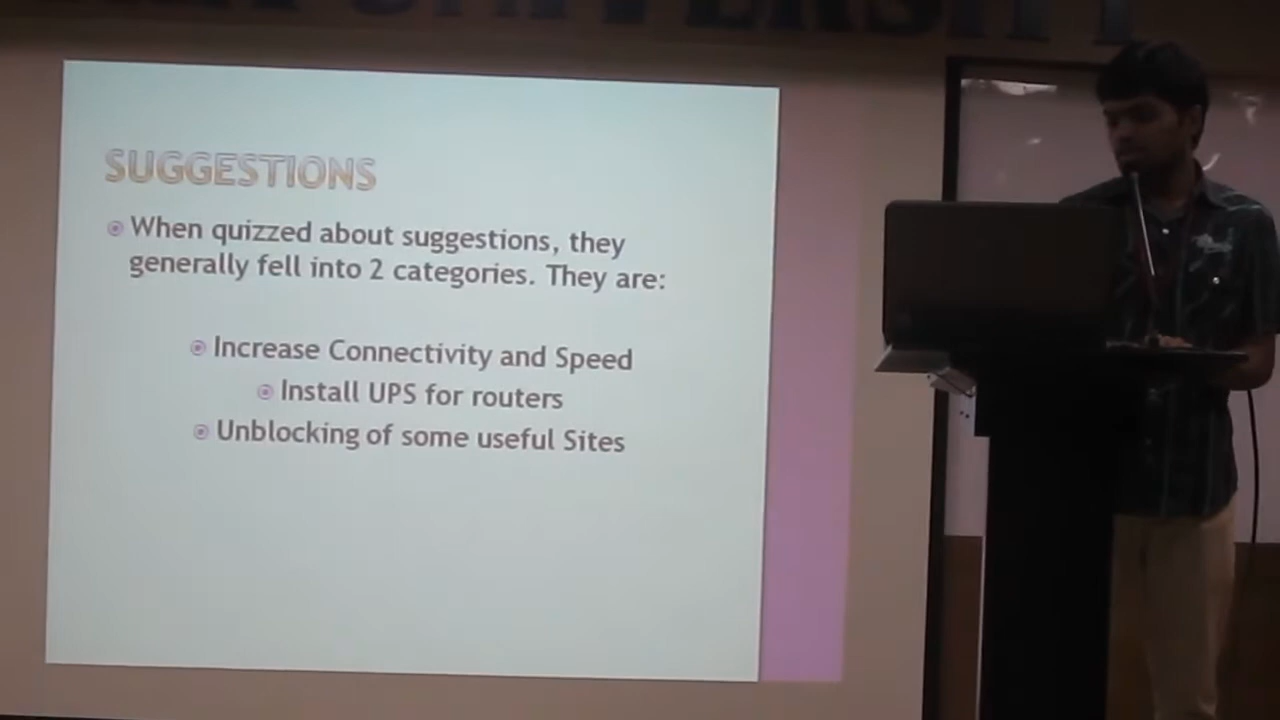 UNIVERSITY
SUGGESTIONS
When quizzed about suggestions, they
generally fell into 2 categories. They are:
Increase Connectivity and Speed
Install UPS for routers
Unblocking of some useful Sites